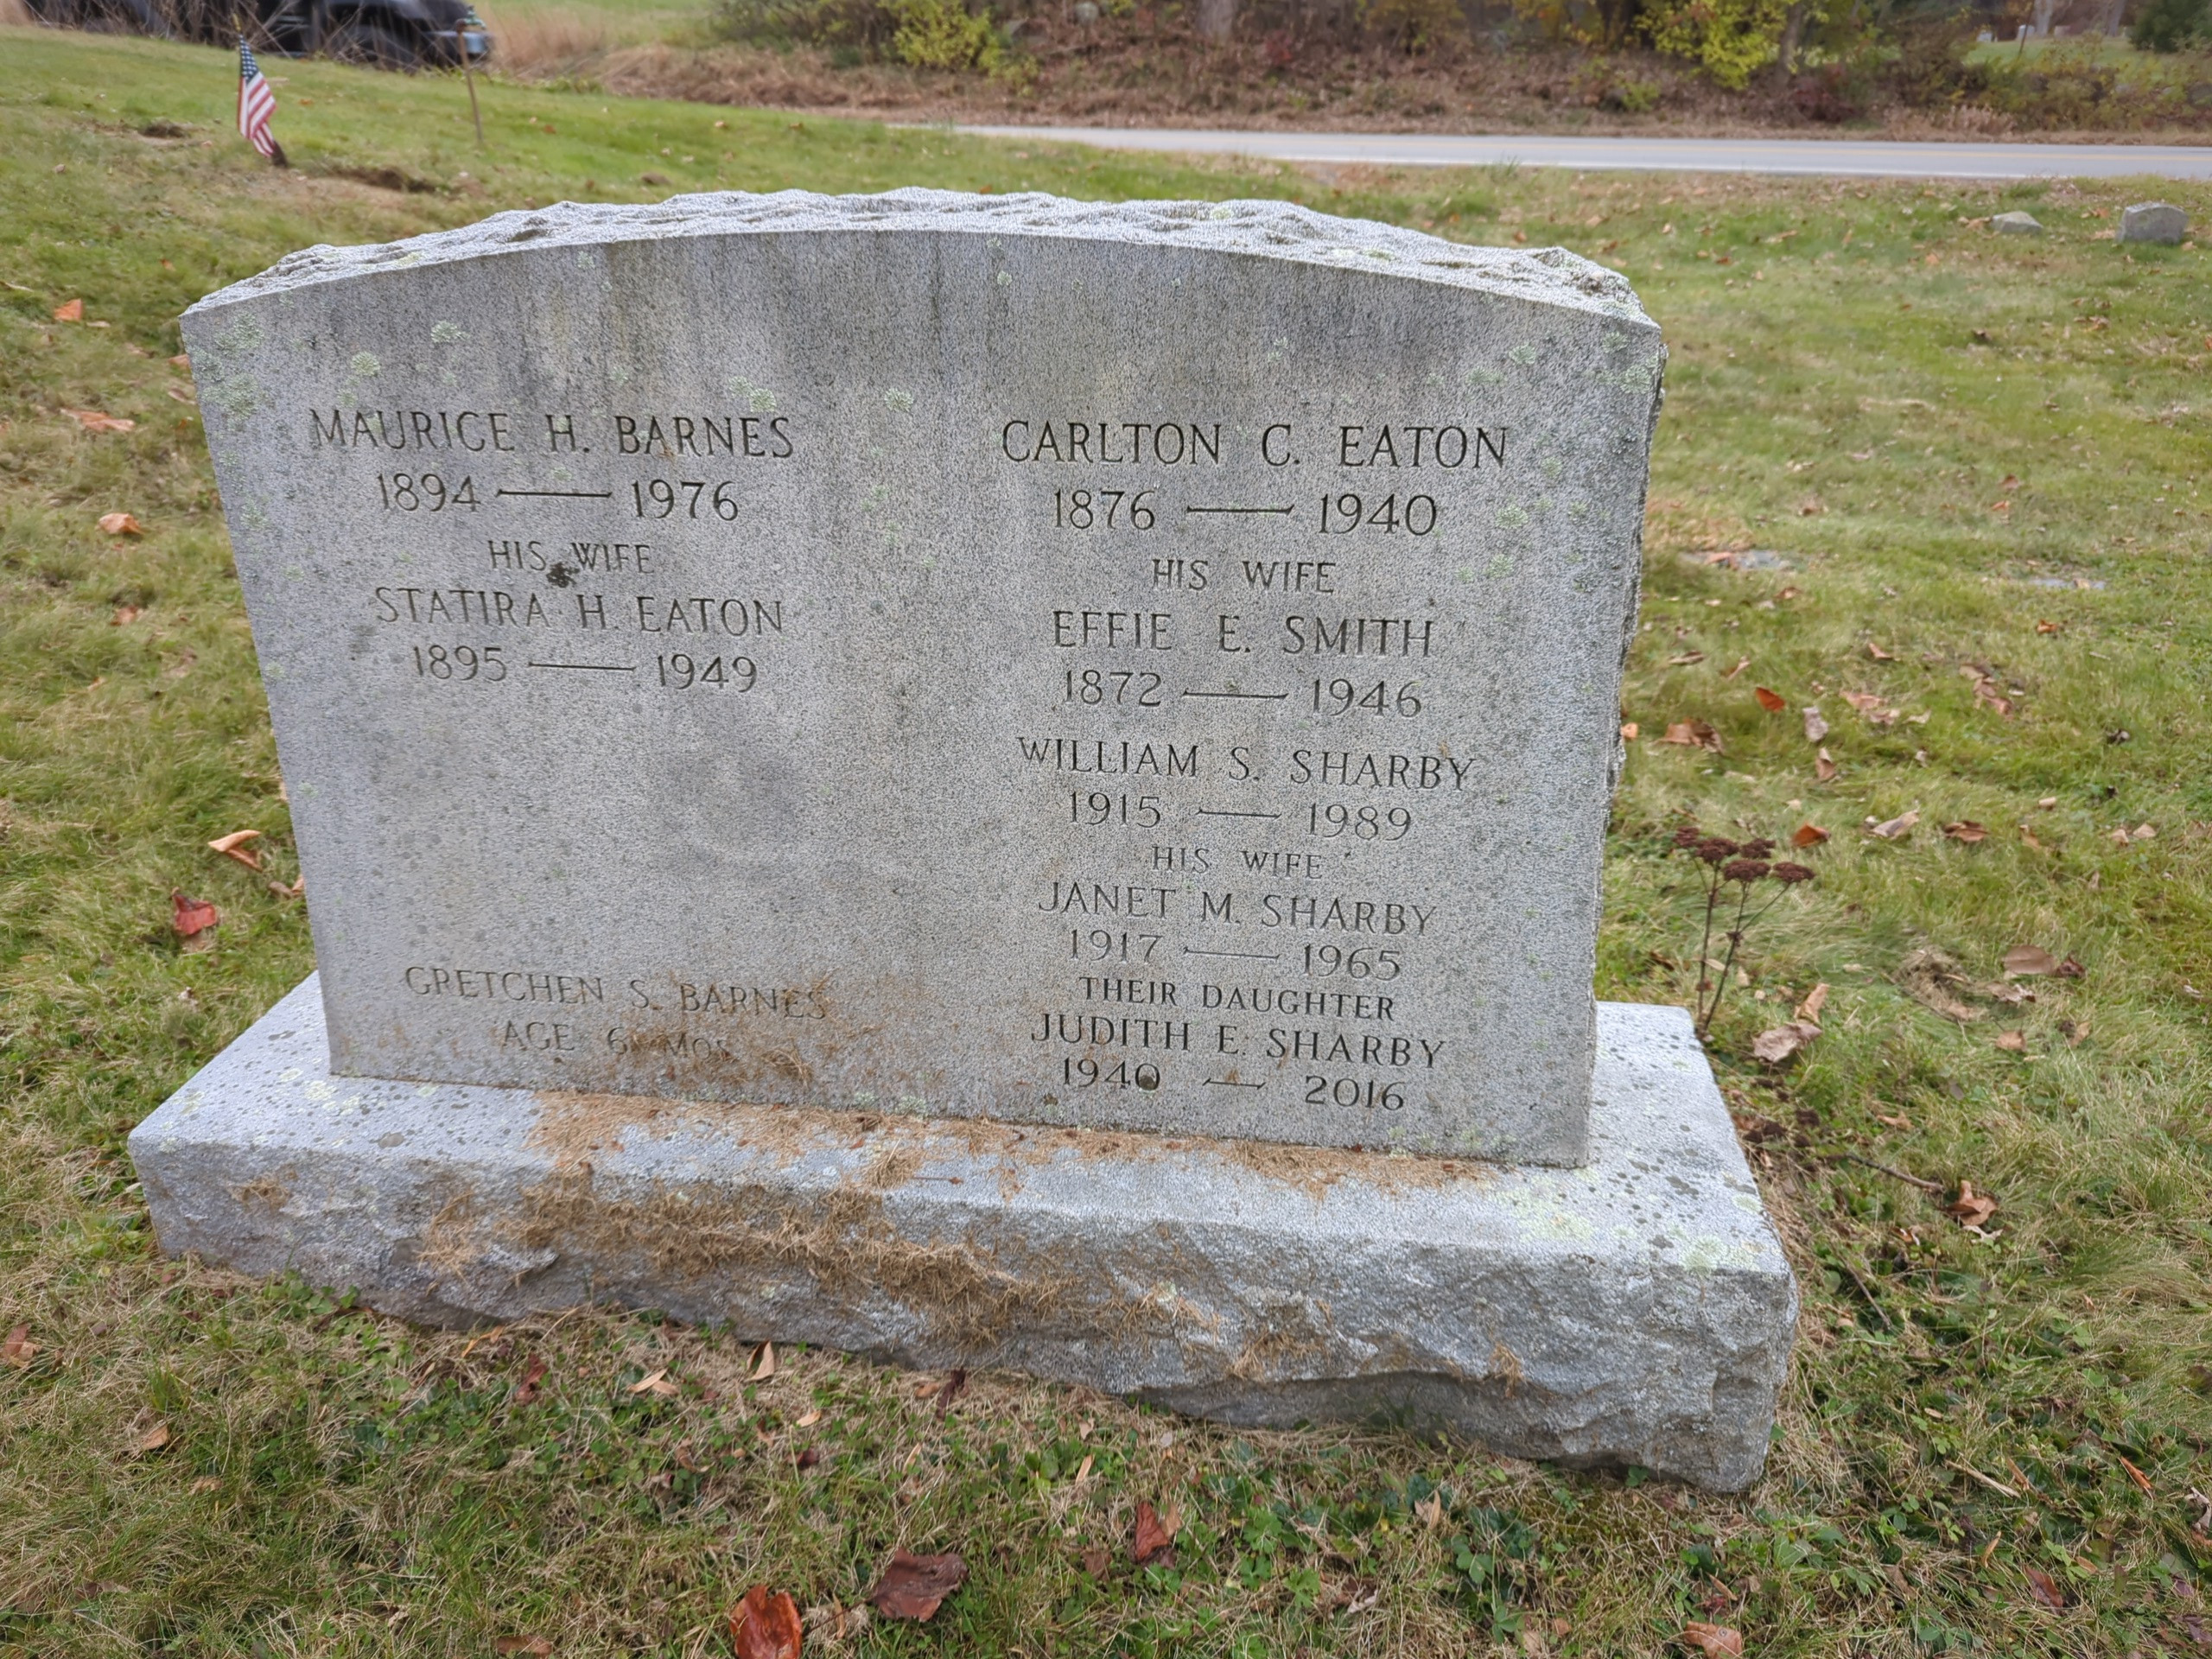 MAURICE H. BARNES
1894 — 1976
HIS WIFE
STATIRA H. EATON
1895 — 1949
GRETCHEN S. BARNES
AGE 6 MOS.
CARLTON C. EATON
1876 — 1940
HIS WIFE
EFFIE E. SMITH
1872 — 1946
WILLIAM S. SHARBY
1915 — 1989
HIS WIFE
JANET M. SHARBY
1917 — 1965
THEIR DAUGHTER
JUDITH E. SHARBY
1940 — 2016